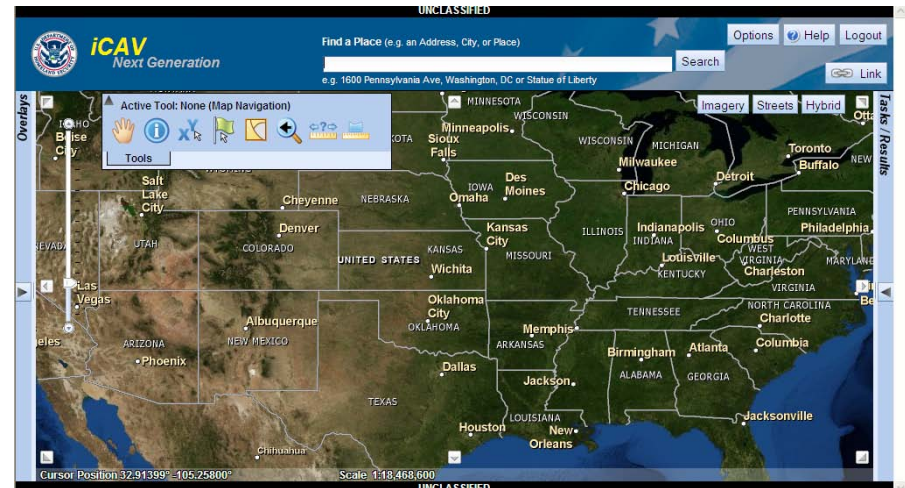 UNCLASSIFIED
iCAV
Next Generation
Find a Place (e.g. an Address, City, or Place)
Search
e.g. 1600 Pennsylvania Ave, Washington, DC or Statue of Liberty
Options Help Logout
Link
Overlays
Active Tool: None (Map Navigation)
Tools
Imagery Streets Hybrid
Tasks / Results
MINNESOTA
WISCONSIN
Minneapolis
Sioux
Falls
WISCONSIN
MICHIGAN
Toronto
Buffalo
NEW
Milwaukee
Detroit
Chicago
Salt
Lake
City
Cheyenne
NEBRASKA
IOWA
Omaha
Des
Moines
PENNSYLVANIA
Philadelphia
Denver
Kansas
City
ILLINOIS
Indianapolis
INDIANA
OHIO
Columbus
UTAH
COLORADO
UNITED STATES
KANSAS
MISSOURI
WEST
VIRGINIA
MARYLAND
Louisville
KENTUCKY
Charleston
Wichita
VIRGINIA
Las
Vegas
Oklahoma
City
OKLAHOMA
NORTH CAROLINA
Charlotte
TENNESSEE
Albuquerque
NEW MEXICO
Memphis
ARKANSAS
ARIZONA
Phoenix
Birmingham
Atlanta
Columbia
Dallas
Jackson
ALABAMA
GEORGIA
TEXAS
LOUISIANA
Houston
New
Orleans
Jacksonville
Chihuahua
Cursor Position 32.91399° -105.25800° Scale 1:18,468,600
UNCLASSIFIED